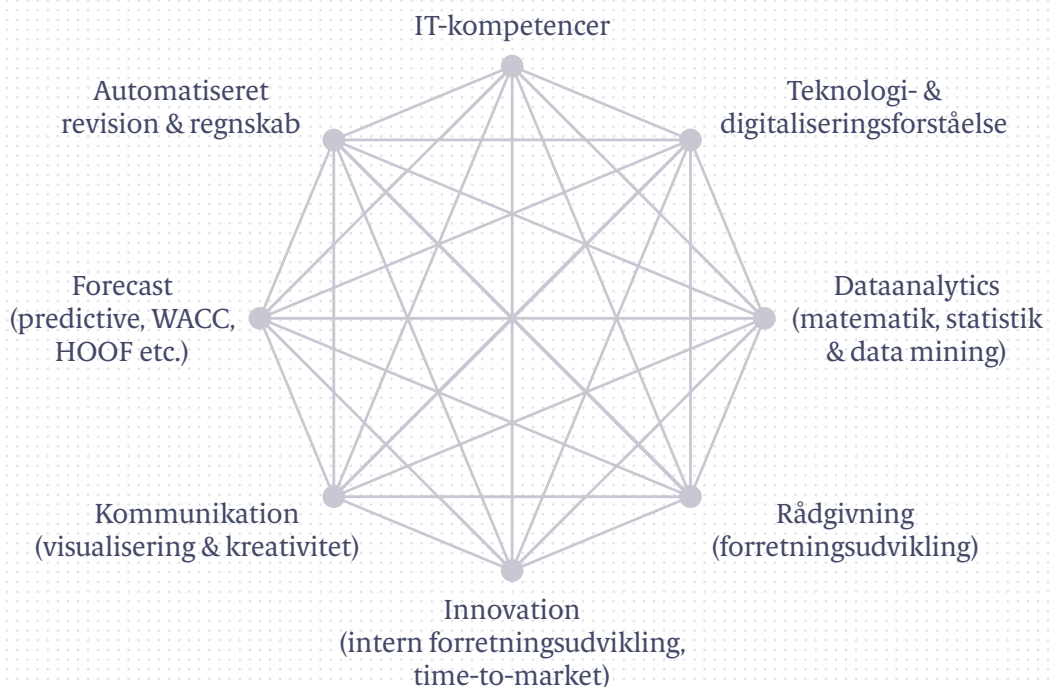 IT-kompetencer
Automatiseret
revision & regnskab
Teknologi- &
digitaliseringsforståelse
Forecast
(predictive, WACC,
HOOF etc.)
Dataanalytics
(matematik, statistik
& data mining)
Kommunikation
(visualisering & kreativitet)
Rådgivning
(forretningsudvikling)
Innovation
(intern forretningsudvikling,
time-to-market)